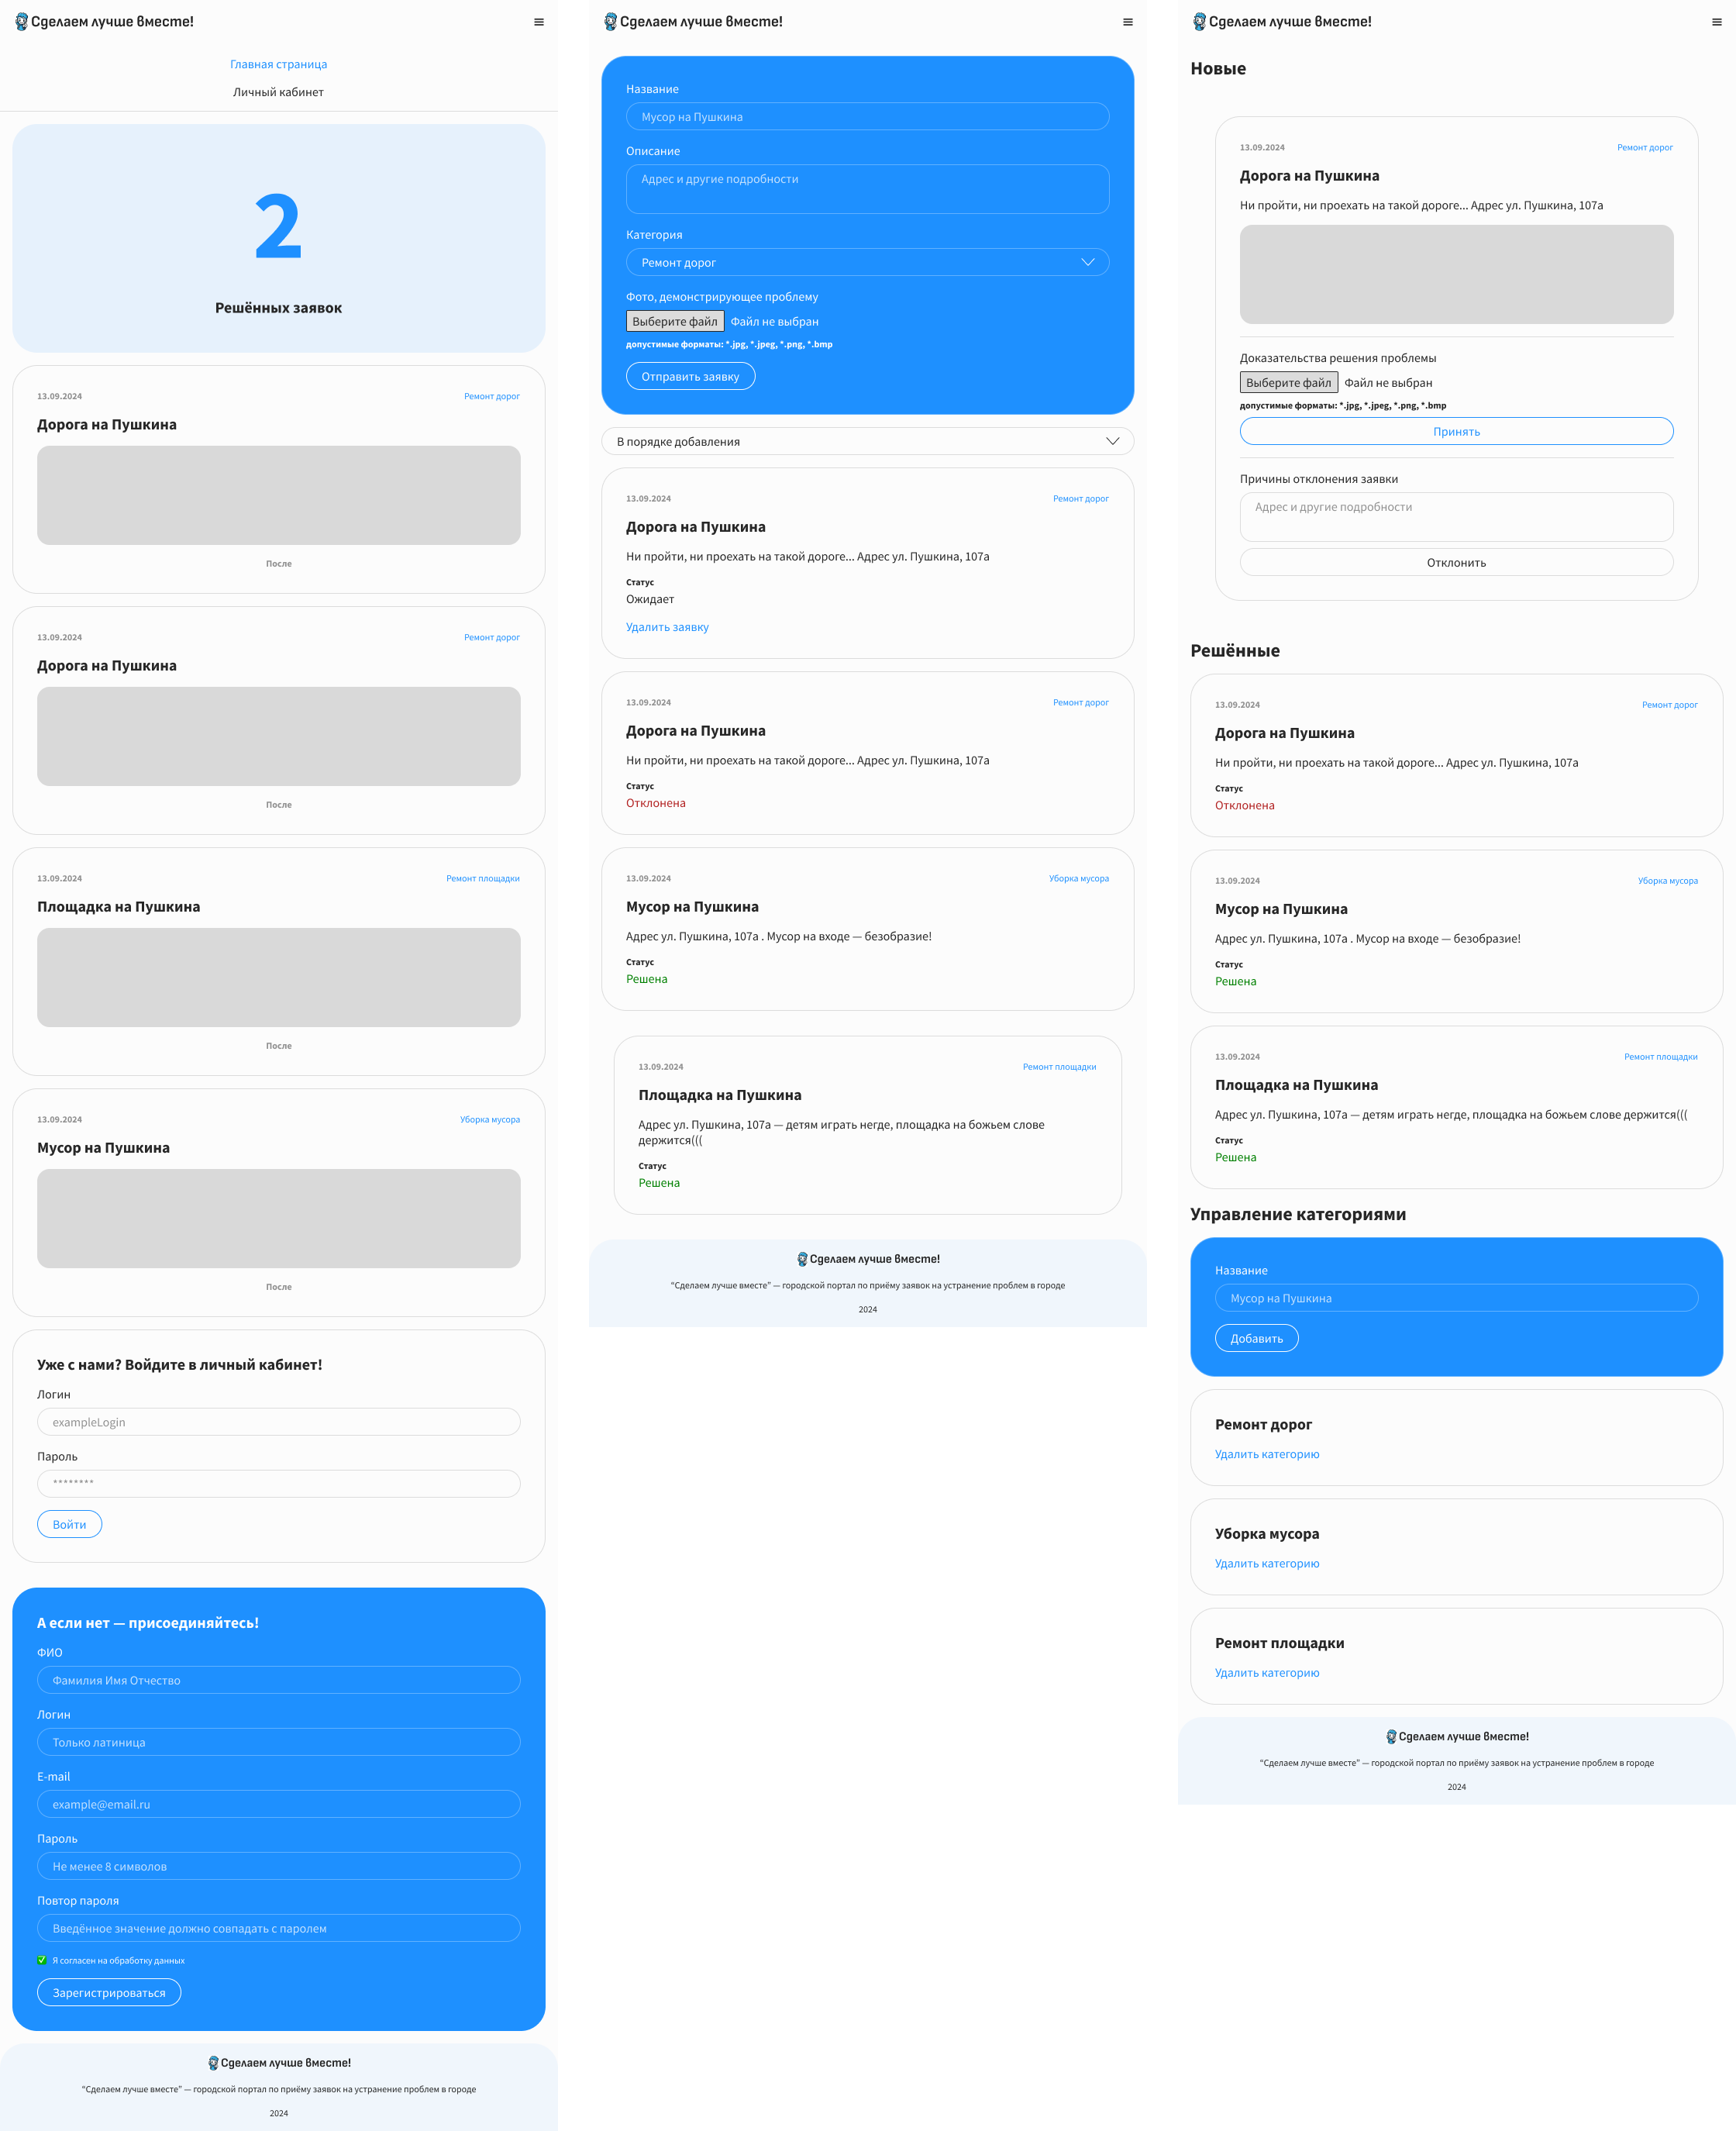 Сделаем лучше вместе!
Главная страница
Личный кабинет
2
Решённых заявок
13.09.2024
Ремонт дорог
Дорога на Пушкина
После
13.09.2024
Ремонт дорог
Дорога на Пушкина
После
13.09.2024
Ремонт площадки
Площадка на Пушкина
После
13.09.2024
Уборка мусора
Мусор на Пушкина
После
Уже с нами? Войдите в личный кабинет!
Логин
exampleLogin
Пароль
********
Войти
А если нет — присоединяйтесь!
ФИО
Фамилия Имя Отчество
Логин
Только латиница
E-mail
example@email.ru
Пароль
Не менее 8 символов
Повтор пароля
Введённое значение должно совпадать с паролем
Я согласен на обработку данных
Зарегистрироваться
Сделаем лучше вместе!
“Сделаем лучше вместе” — городской портал по приёму заявок на устранение проблем в городе
2024
Сделаем лучше вместе!
Название
Мусор на Пушкина
Описание
Адрес и другие подробности
Категория
Ремонт дорог
Фото, демонстрирующее проблему
Выберите файл Файл не выбран
допустимые форматы: *.jpg, *.jpeg, *.png, *.bmp
Отправить заявку
В порядке добавления
13.09.2024
Ремонт дорог
Дорога на Пушкина
Ни пройти, ни проехать на такой дороге... Адрес ул. Пушкина, 107а
Статус
Ожидает
Удалить заявку
13.09.2024
Ремонт дорог
Дорога на Пушкина
Ни пройти, ни проехать на такой дороге... Адрес ул. Пушкина, 107а
Статус
Отклонена
13.09.2024
Уборка мусора
Мусор на Пушкина
Адрес ул. Пушкина, 107а . Мусор на входе — безобразие!
Статус
Решена
13.09.2024
Ремонт площадки
Площадка на Пушкина
Адрес ул. Пушкина, 107а — детям играть негде, площадка на божьем слове
держится(((
Статус
Решена
Сделаем лучше вместе!
“Сделаем лучше вместе” — городской портал по приёму заявок на устранение проблем в городе
2024
Сделаем лучше вместе!
Новые
13.09.2024
Ремонт дорог
Дорога на Пушкина
Ни пройти, ни проехать на такой дороге... Адрес ул. Пушкина, 107а
Доказательства решения проблемы
Выберите файл Файл не выбран
допустимые форматы: *.jpg, *.jpeg, *.png, *.bmp
Принять
Причины отклонения заявки
Адрес и другие подробности
Отклонить
Решённые
13.09.2024
Ремонт дорог
Дорога на Пушкина
Ни пройти, ни проехать на такой дороге... Адрес ул. Пушкина, 107а
Статус
Отклонена
13.09.2024
Уборка мусора
Мусор на Пушкина
Адрес ул. Пушкина, 107а . Мусор на входе — безобразие!
Статус
Решена
13.09.2024
Ремонт площадки
Площадка на Пушкина
Адрес ул. Пушкина, 107а — детям играть негде, площадка на божьем слове держится(((
Статус
Решена
Управление категориями
Название
Мусор на Пушкина
Добавить
Ремонт дорог
Удалить категорию
Уборка мусора
Удалить категорию
Ремонт площадки
Удалить категорию
Сделаем лучше вместе!
“Сделаем лучше вместе” — городской портал по приёму заявок на устранение проблем в городе
2024